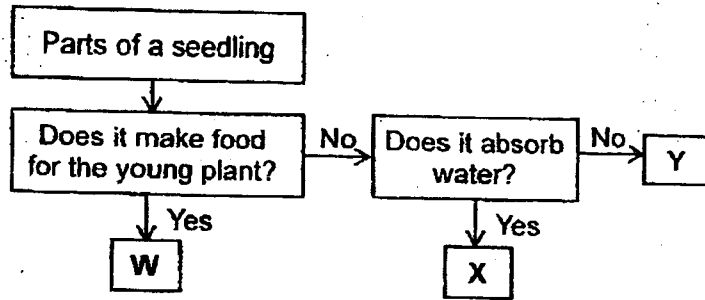 Parts of a seedling
Does it make food
for the young plant?
No
Does it absorb
water?
No
Y
Yes
W
Yes
X